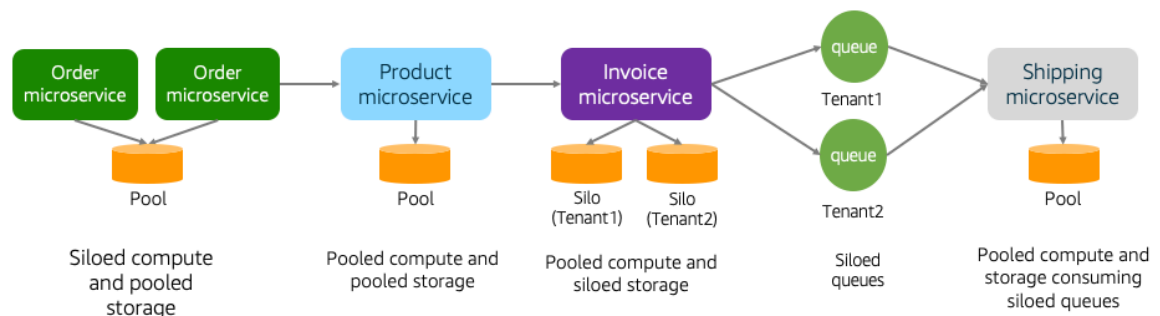 Order
microservice
Order
microservice
Product
microservice
Invoice
microservice
queue
Tenant1
queue
Tenant2
Shipping
microservice
Pool
Pool
Silo
(Tenant1)
Silo
(Tenant2)
Pool
Siloed compute
and pooled
storage
Pooled compute and
pooled storage
Pooled compute and
siloed storage
Siloed
queues
Pooled compute and
storage consuming
siloed queues